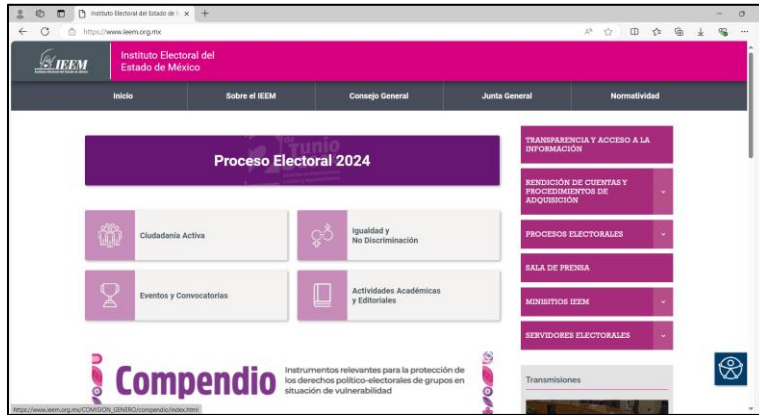 Instituto Electoral del Estado de M
https://www.ieem.org.mx
IEEM
Instituto Electoral del
Estado de México
Inicio
Sobre el IEEM
Consejo General
Junta General
Normatividad
Proceso Electoral 2024
Ciudadanía Activa
Igualdad y
No Discriminación
Eventos y Convocatorias
Actividades Académicas
y Editoriales
TRANSPARENCIA Y ACCESO A LA
INFORMACIÓN
RENDICIÓN DE CUENTAS Y
PROCEDIMIENTOS DE
ADQUISICIÓN
PROCESOS ELECTORALES
SALA DE PRENSA
MINISITIOS IEEM
SERVIDORES ELECTORALES
Transmisiones
Compendio
Instrumentos relevantes para la protección de
los derechos político-electorales de grupos en
situación de vulnerabilidad
https://www.ieem.org.mx/COMISION_GENERO/compendio/index.html